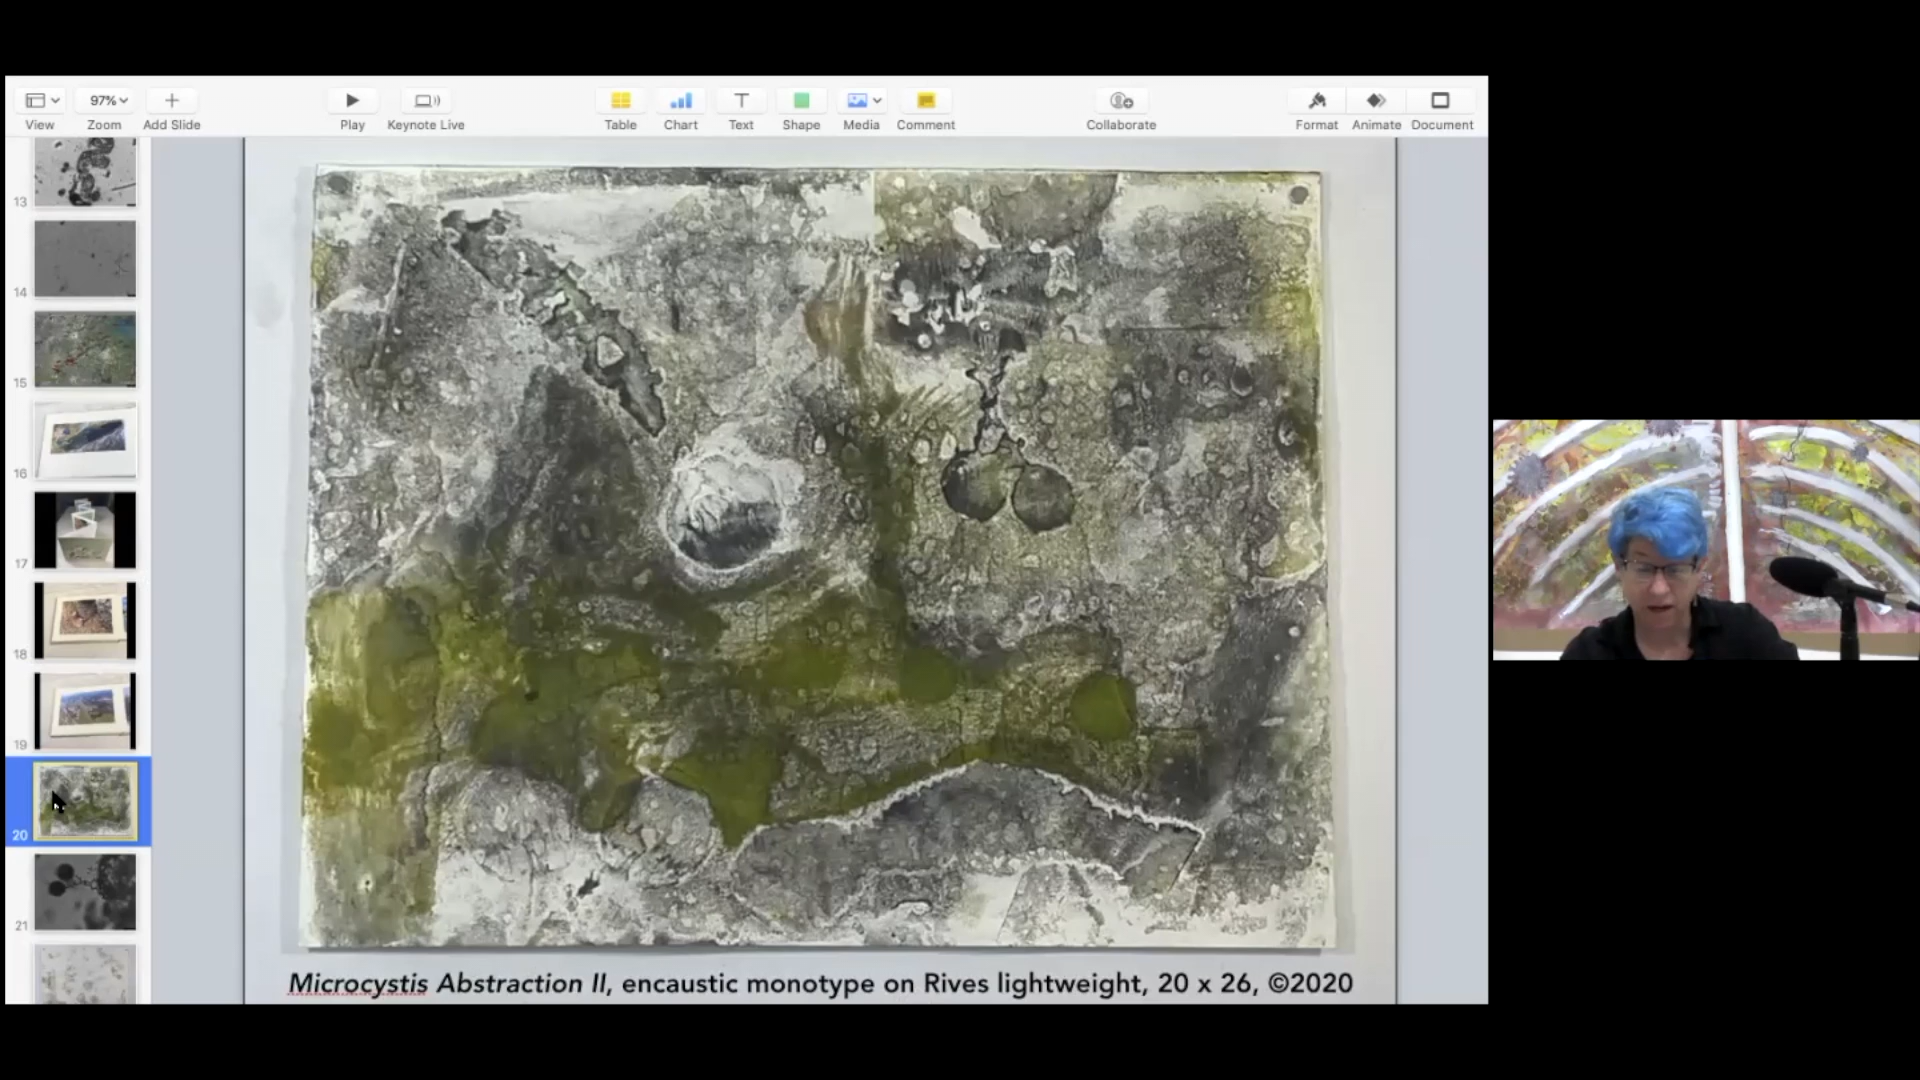 97%
View
Zoom
Add Slide
Play
Keynote Live
Table
Chart
Text
Shape
Media
Comment
Collaborate
Format
Animate
Document
13
14
15
16
17
18
19
20
21
Microcystis Abstraction II, encaustic monotype on Rives lightweight, 20 x 26, ©2020